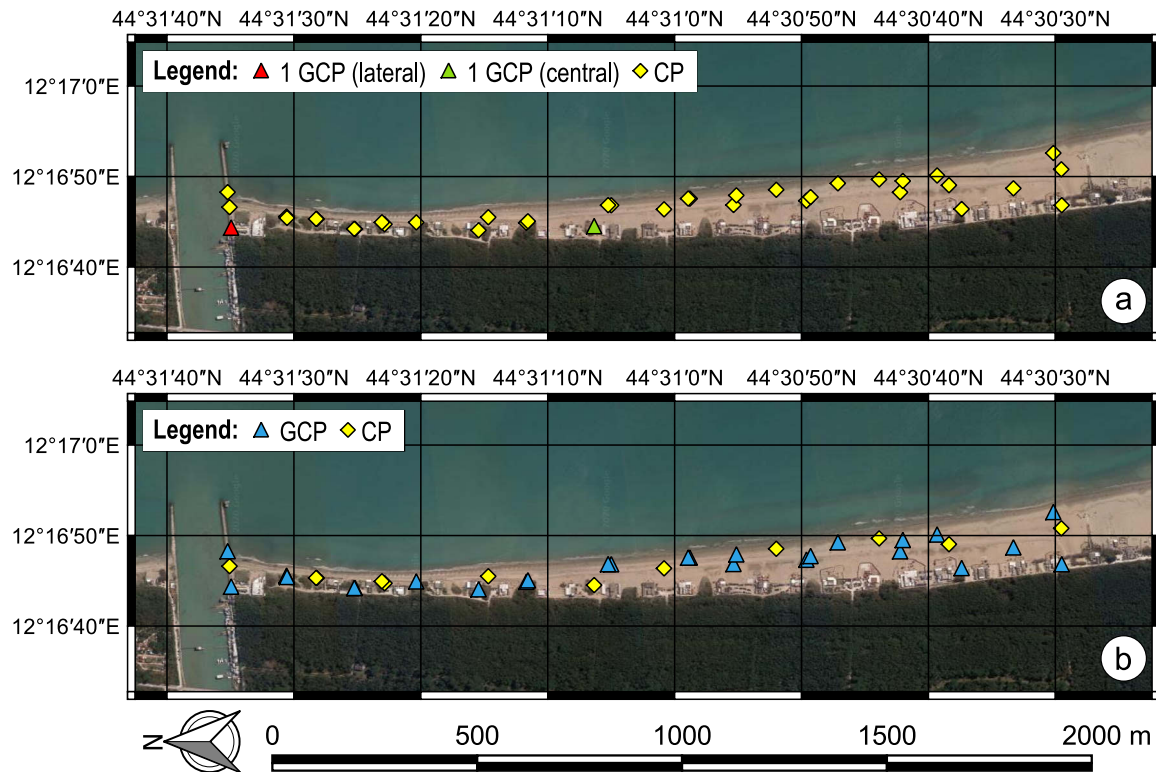 44°31′40″N 44°31′30″N 44°31′20″N 44°31′10″N 44°31′0″N 44°30′50″N 44°30′40″N 44°30′30″N
Legend: 1 GCP (lateral) 1 GCP (central) CP
12°17′0″E
12°16′50″E
12°16′40″E
a
44°31′40″N 44°31′30″N 44°31′20″N 44°31′10″N 44°31′0″N 44°30′50″N 44°30′40″N 44°30′30″N
Legend: GCP CP
12°17′0″E
12°16′50″E
12°16′40″E
b
N
0 500 1000 1500 2000 m